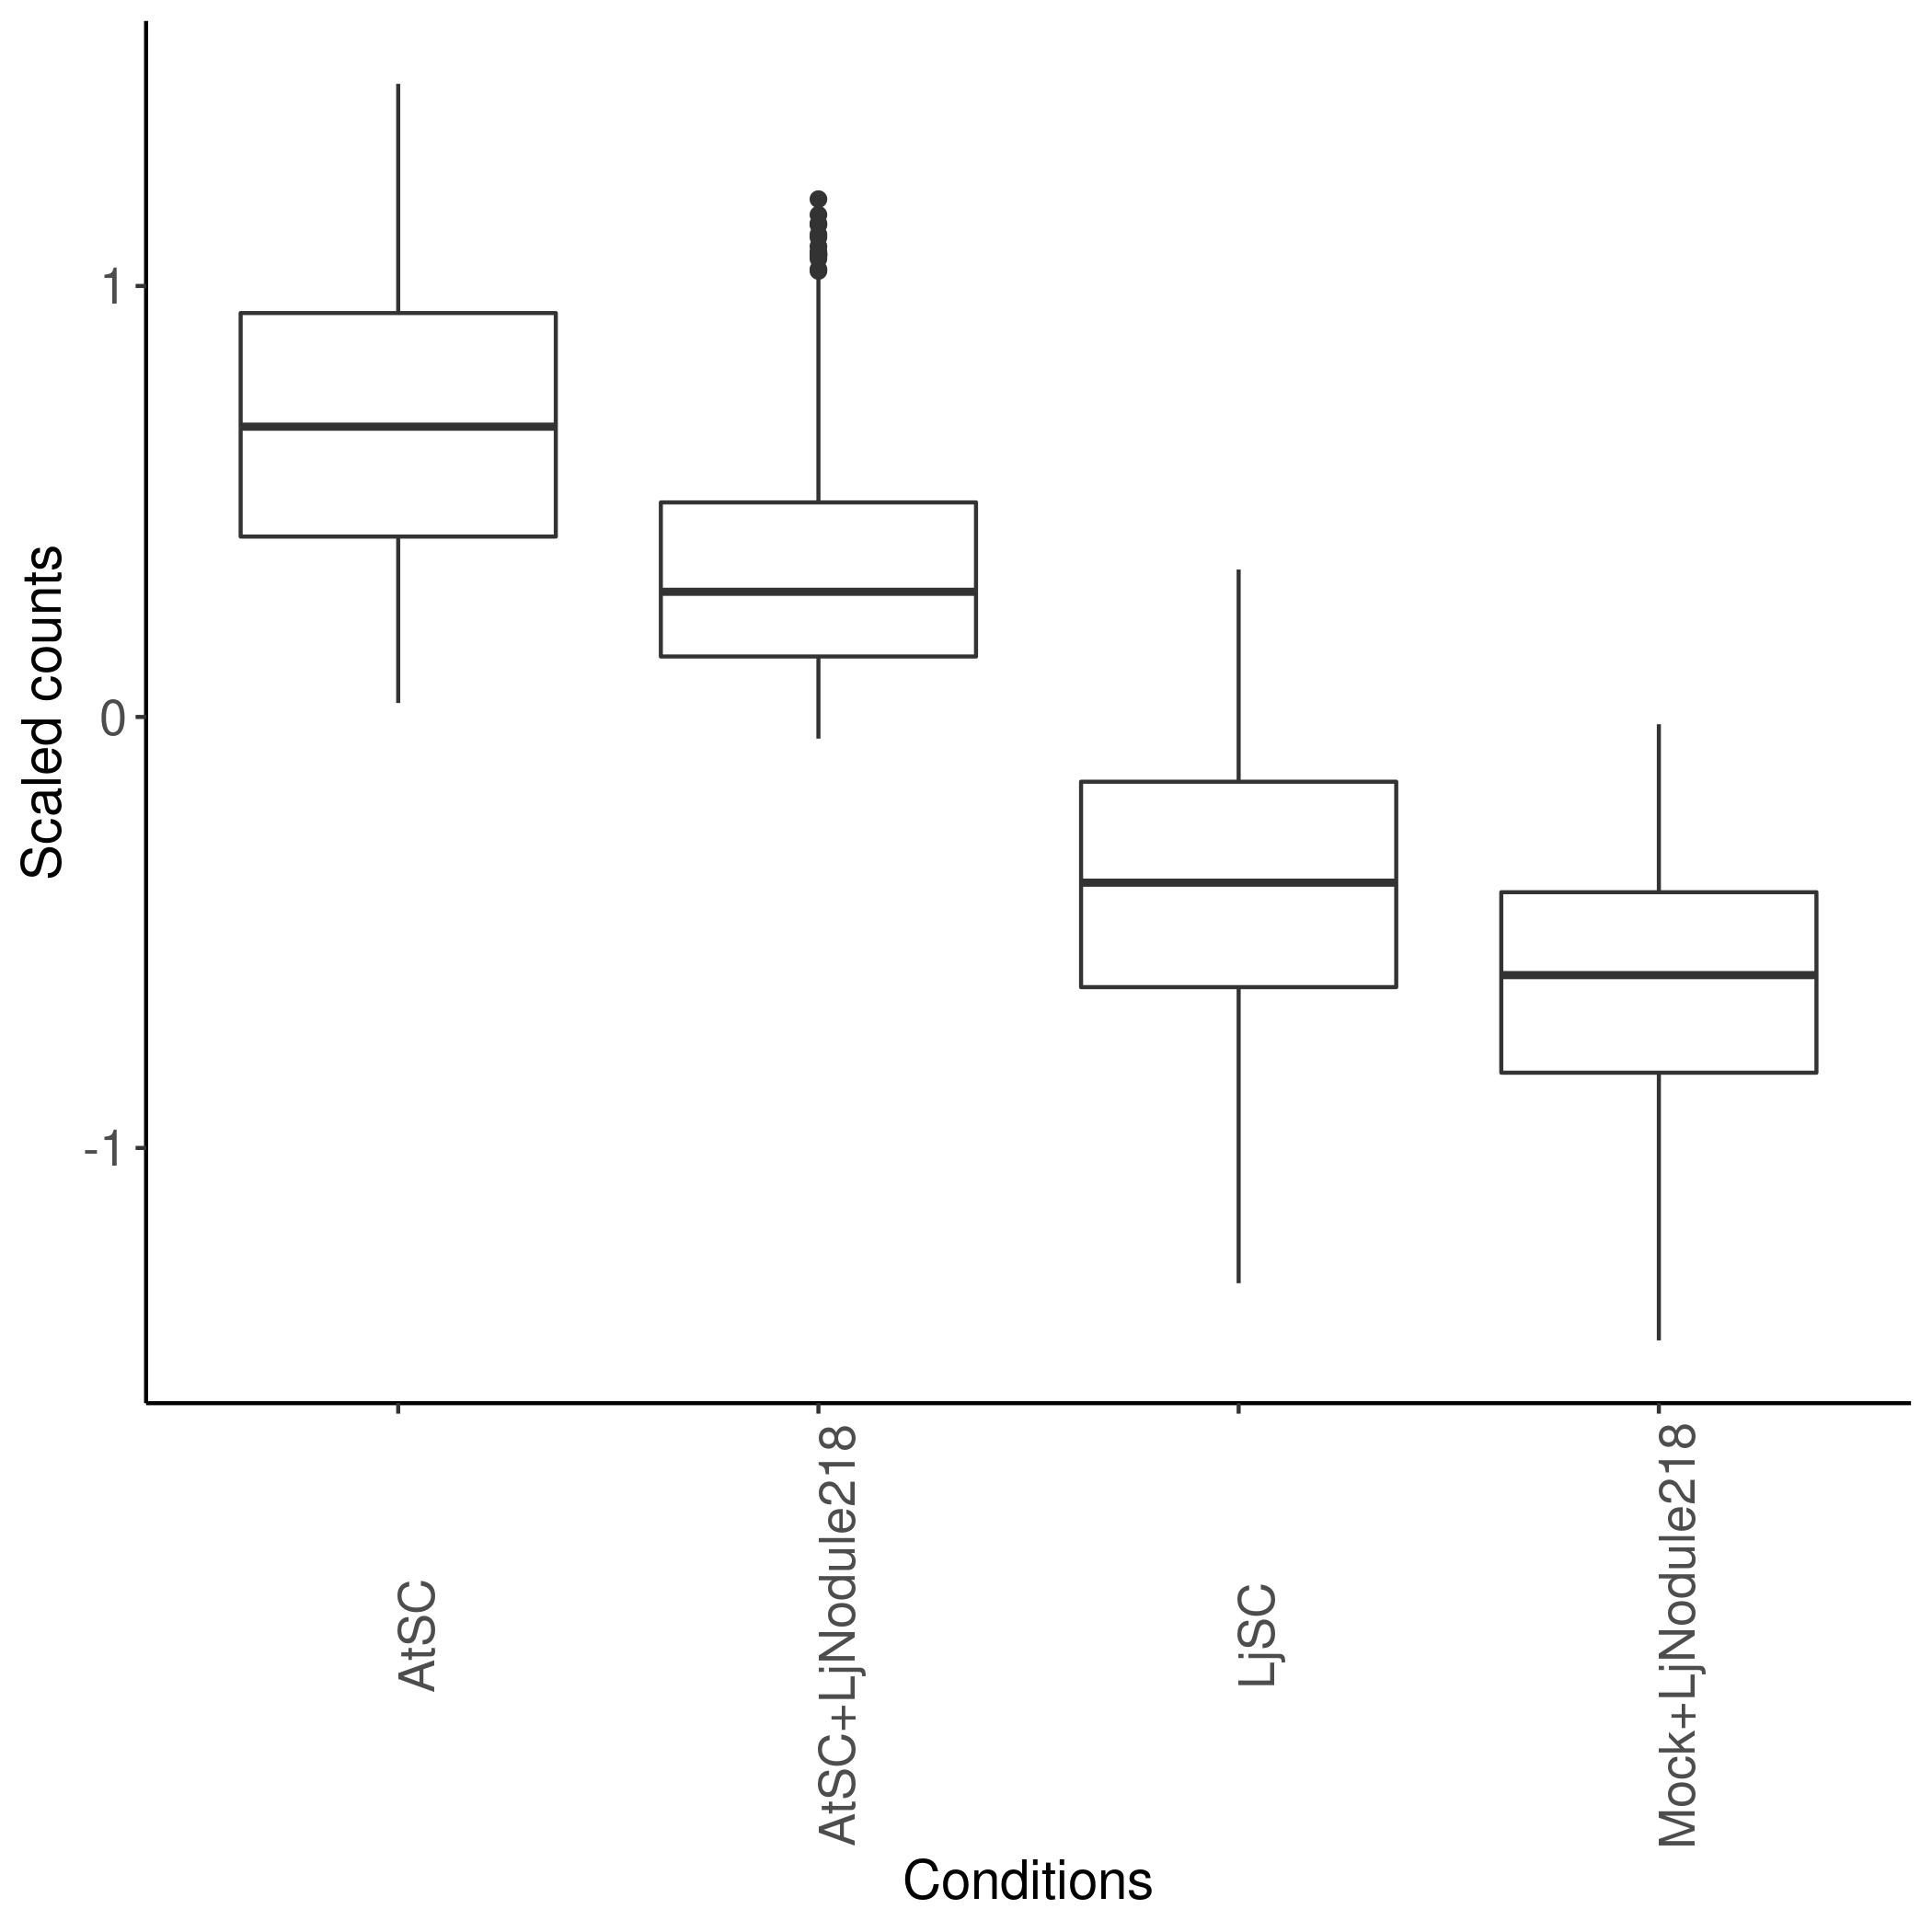 Scaled counts
1
0
-1
AtSC
AtSC+LjNodule218
LjSC
Mock+LjNodule218
Conditions